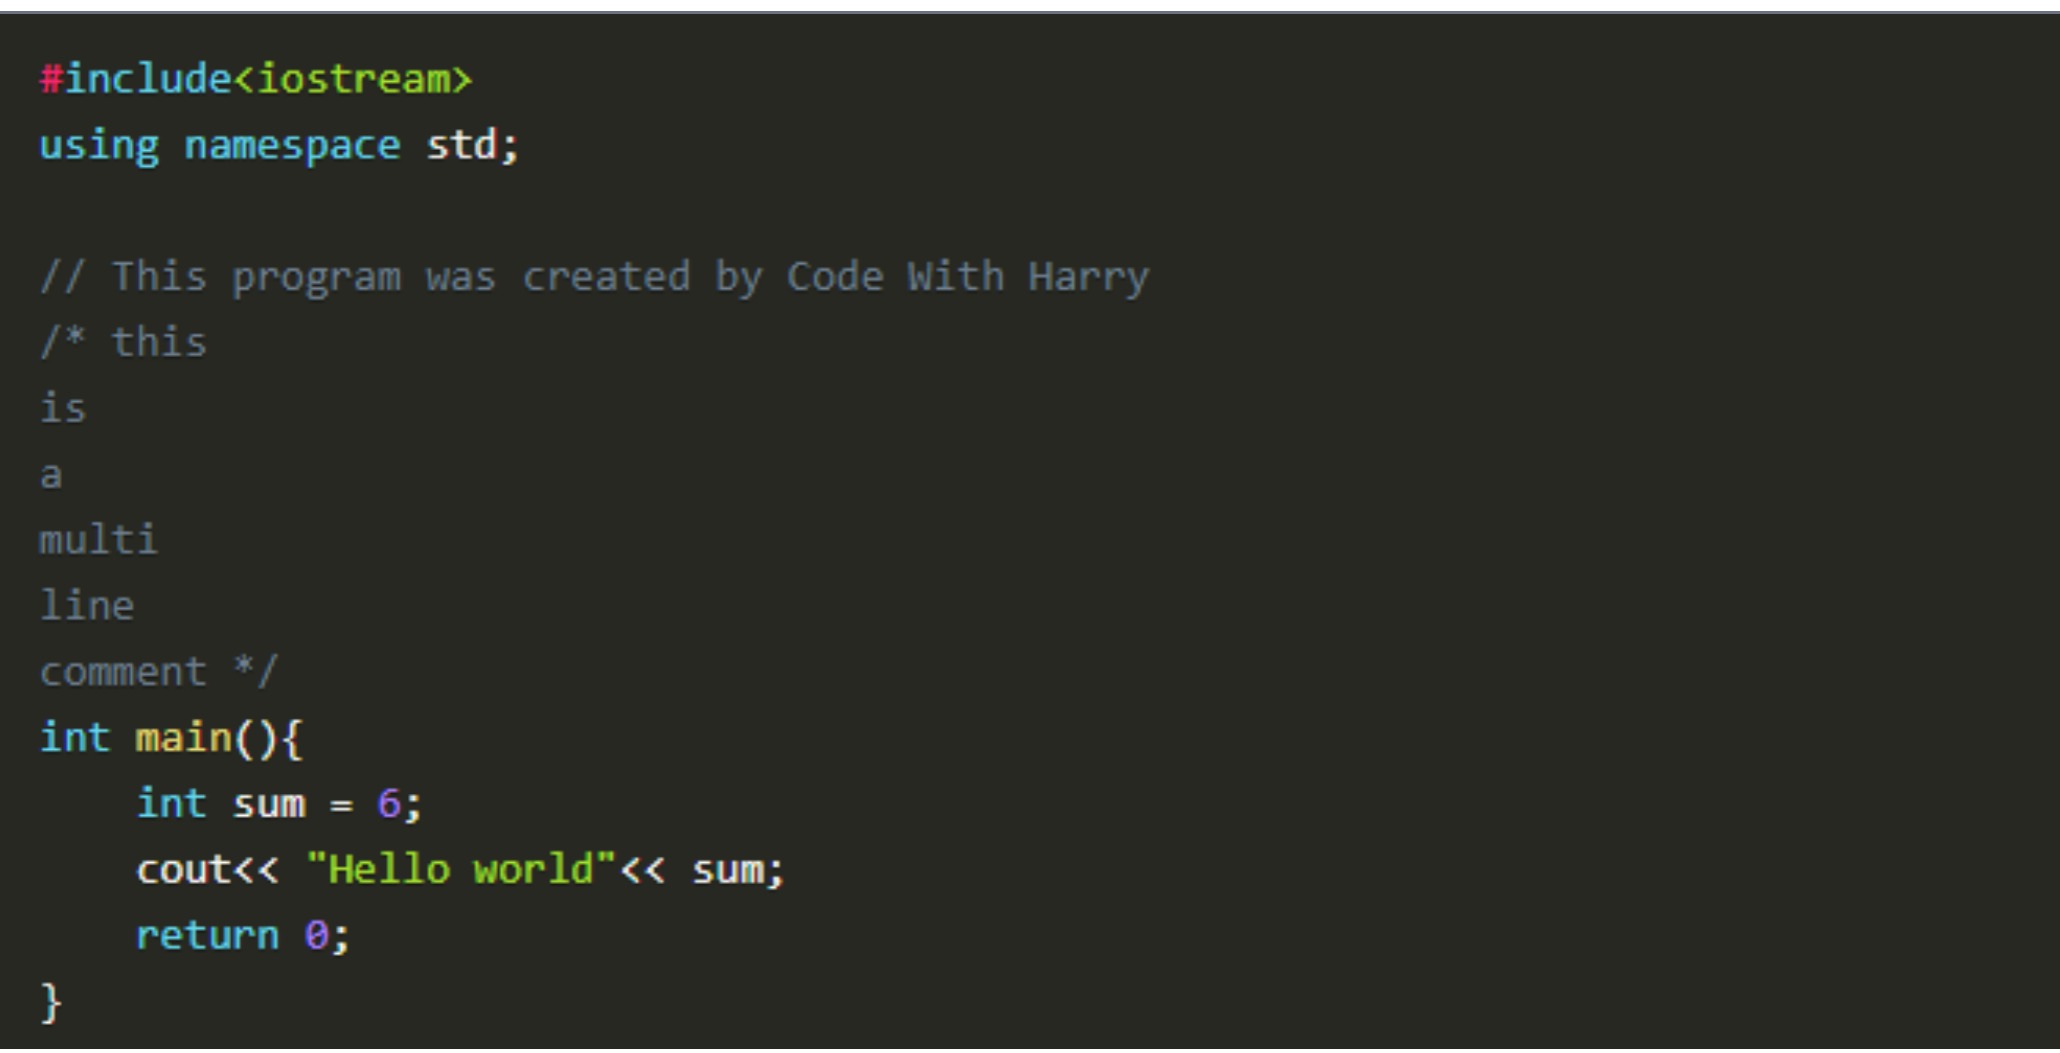 #include<iostream>
using namespace std;
// This program was created by Code With Harry
/* this
is
a
multi
line
comment */
int main(){
    int sum = 6;
    cout<< "Hello world"<< sum;
    return 0;
}